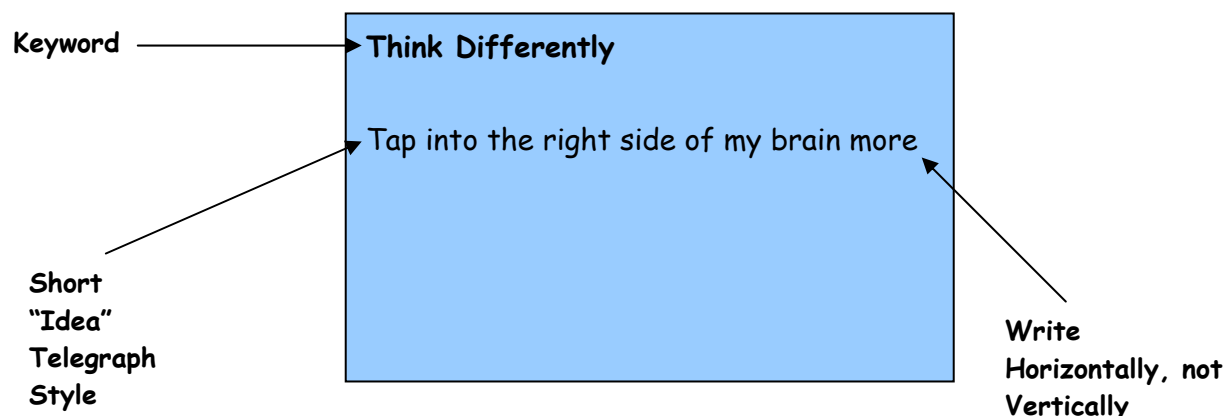 Keyword
Think Differently
Tap into the right side of my brain more
Short
“Idea”
Telegraph
Style
Write
Horizontally, not
Vertically